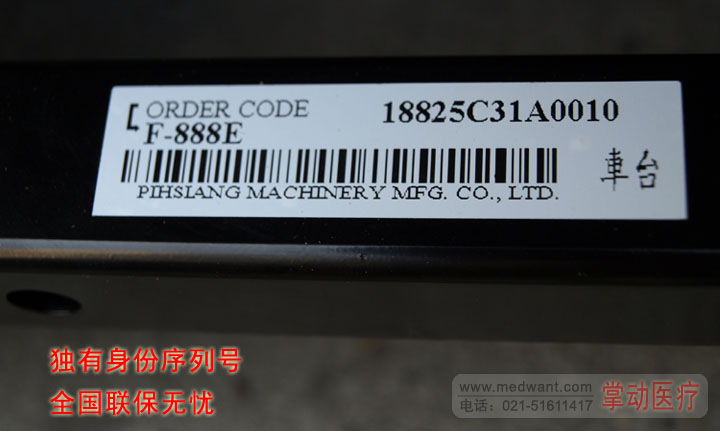 ORDER CODE 18825C31A0010
F-888E
車台
PIHSIANG MACHINERY MFG. CO., LTD.
独有身份序列号
全国联保无忧
www.medwant.com
电话：021-51611417
掌动医疗